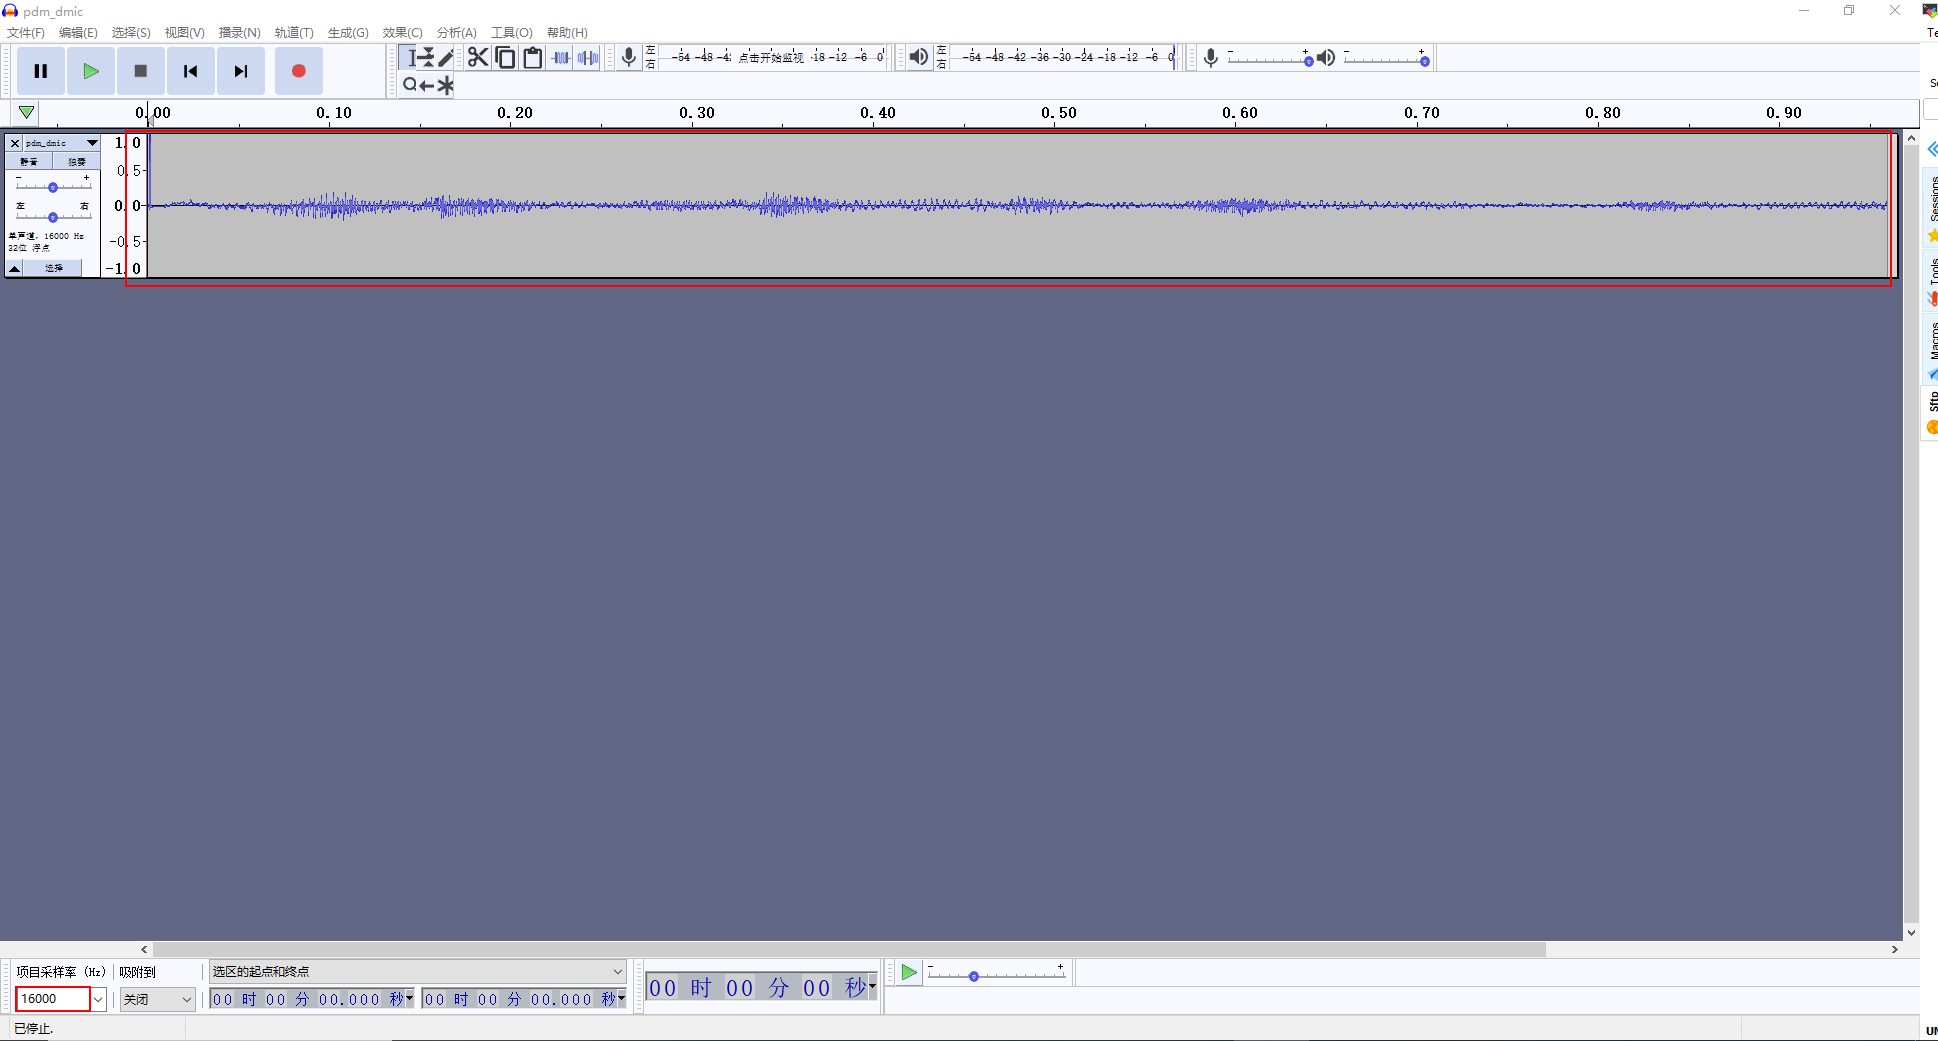 pdm_dmic
文件(F) 编辑(E) 选择(S) 视图(V) 播录(N) 轨道(T) 生成(G) 效果(C) 分析(A) 工具(O) 帮助(H)
左 -54 -48 -4 点击开始监视 -18 -12 -6 0 左 -54 -48 -42 -36 -30 -24 -18 -12 -6 0 - + - +
右 右
0.00 0.10 0.20 0.30 0.40 0.50 0.60 0.70 0.80 0.90
pdm_dmic 1.0
静音 独奏
0.5
- +
左 右 0.0
单声道, 16000 Hz
32位 浮点 -0.5
选择 -1.0
Sessions
Tools
Macros
Sftp
项目采样率 (Hz) 吸附到 选区的起点和终点
00 时 00 分 00 秒 - +
16000 关闭 00 时 00 分 00.000 秒 00 时 00 分 00.000 秒
已停止.